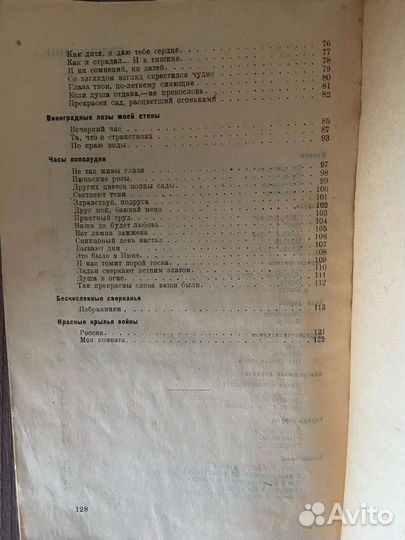 Как дитя, я даю тебе сердце. 76
Как я страдал... И в тишине. 77
И ни сомнений, ни затей. 78
Со взглядом взгляд скрестился чудно 79
Глаза твои, по-летнему сияющие 80
Если душа отдана,—не прекословь. 81
Прекрасен сад, расцветший огоньками 82
Виноградные лозы моей стены
Вечерний час 85
Та, что о странствиях 87
По краю воды. 93
Часы пополудни
Не так живы глаза 97
Июньские розы. 98
Других цветов полны сады. 99
Светлеют тени 100
Здравствуй, подруга 101
Друг мой, баюкай меня 102
Приятный труд. 103
Наша да будет любовь. 104
Вот лампа зажжена. 105
Свинцовый день настал. 106
Бывают дни 107
Это было в Июне. 108
И нас томит порой тоска. 109
Ладьи сверкают летним златом. 110
Душа в огне. 111
Так прекрасны слова ваши были. 112
Бесчисленные сверканья
Избранники. 113
Красные крылья войны
Россия. 121
Моя комната. 122
128
Avito